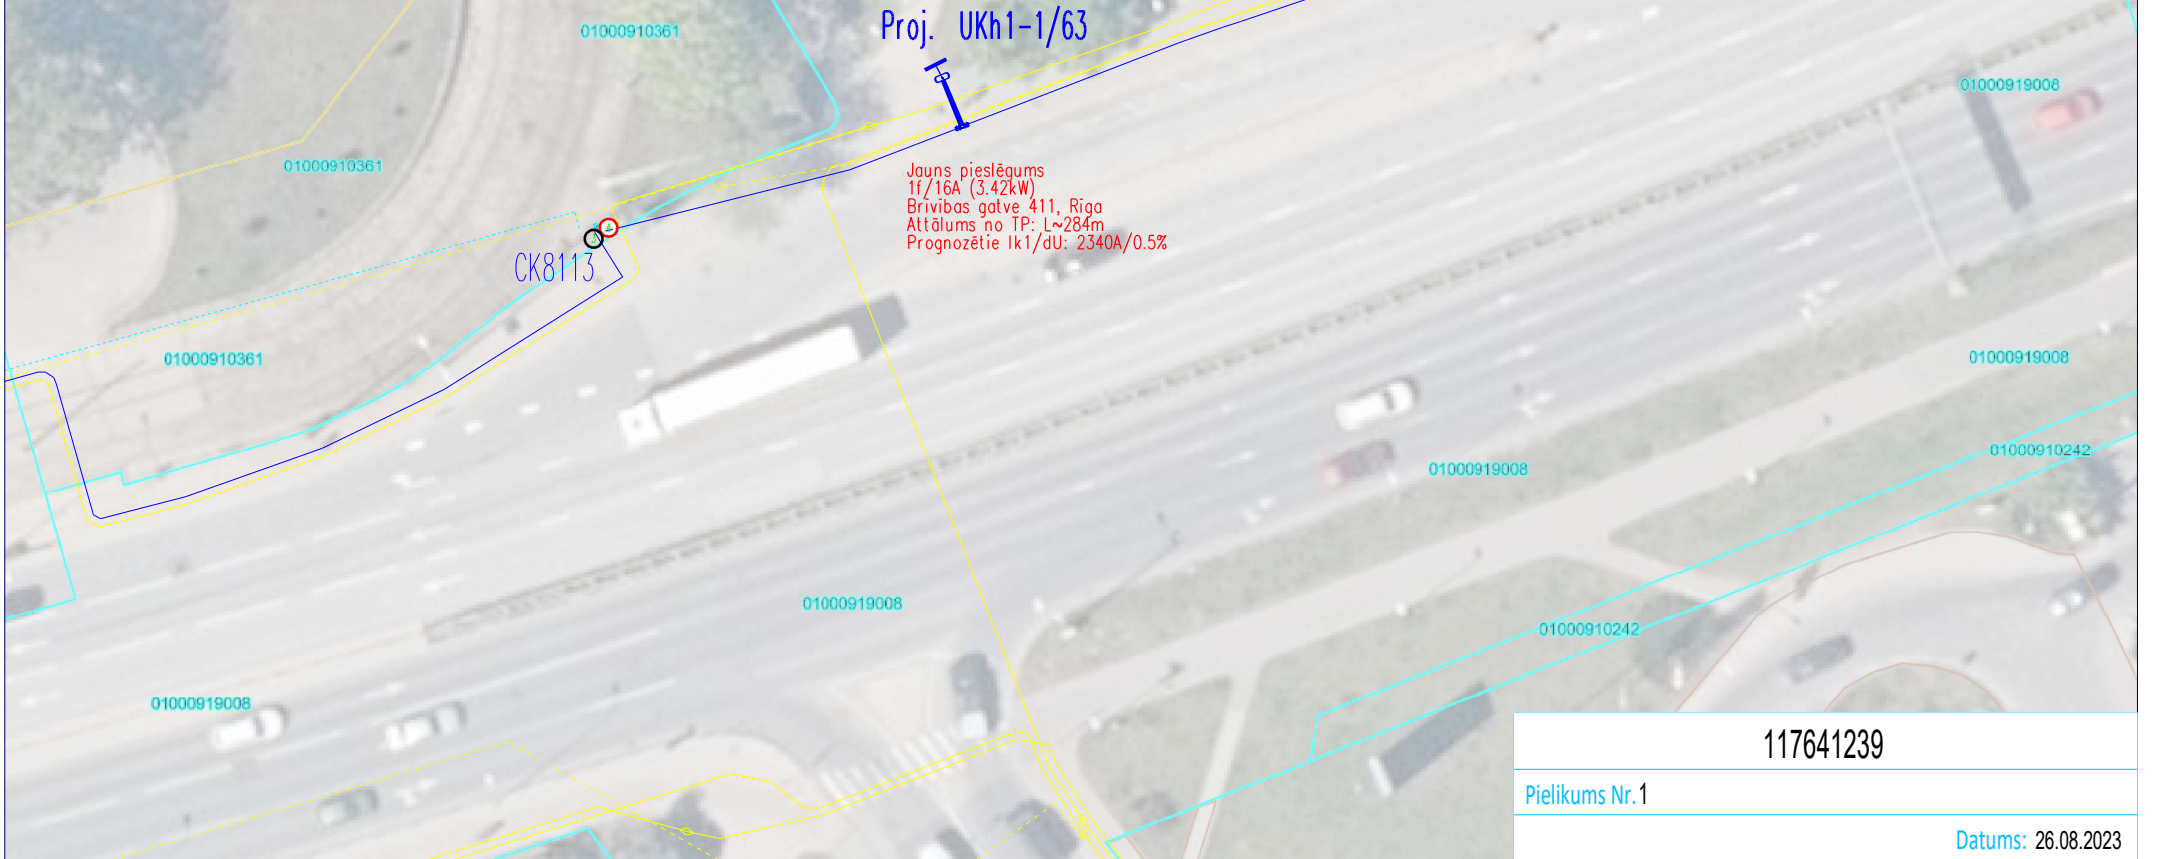 Proj. UKh1-1/63
01000910361
01000919008
01000910361
Jauns pieslēgums
1f/16A (3.42kW)
Brīvības gatve 411, Rīga
Attālums no TP: L~284m
Prognozētie Ik1/dU: 2340A/0.5%
CK8113
01000910361
01000919008
01000910242
01000919008
01000919008
01000910242
01000919008
117641239
Pielikums Nr. 1
Datums: 26.08.2023